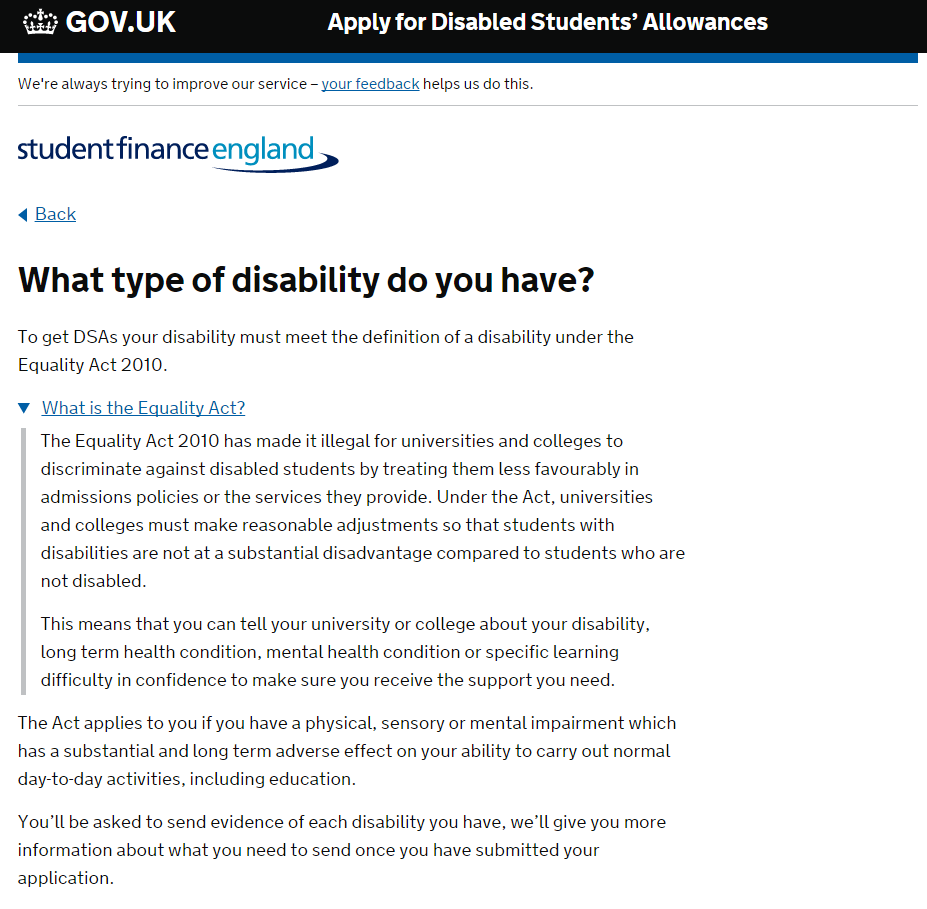 GOV.UK
Apply for Disabled Students’ Allowances
We're always trying to improve our service – your feedback helps us do this.
studentfinance england
Back
What type of disability do you have?
To get DSAs your disability must meet the definition of a disability under the
Equality Act 2010.
What is the Equality Act?
The Equality Act 2010 has made it illegal for universities and colleges to
discriminate against disabled students by treating them less favourably in
admissions policies or the services they provide. Under the Act, universities
and colleges must make reasonable adjustments so that students with
disabilities are not at a substantial disadvantage compared to students who are
not disabled.
This means that you can tell your university or college about your disability,
long term health condition, mental health condition or specific learning
difficulty in confidence to make sure you receive the support you need.
The Act applies to you if you have a physical, sensory or mental impairment which
has a substantial and long term adverse effect on your ability to carry out normal
day-to-day activities, including education.
You’ll be asked to send evidence of each disability you have, we’ll give you more
information about what you need to send once you have submitted your
application.